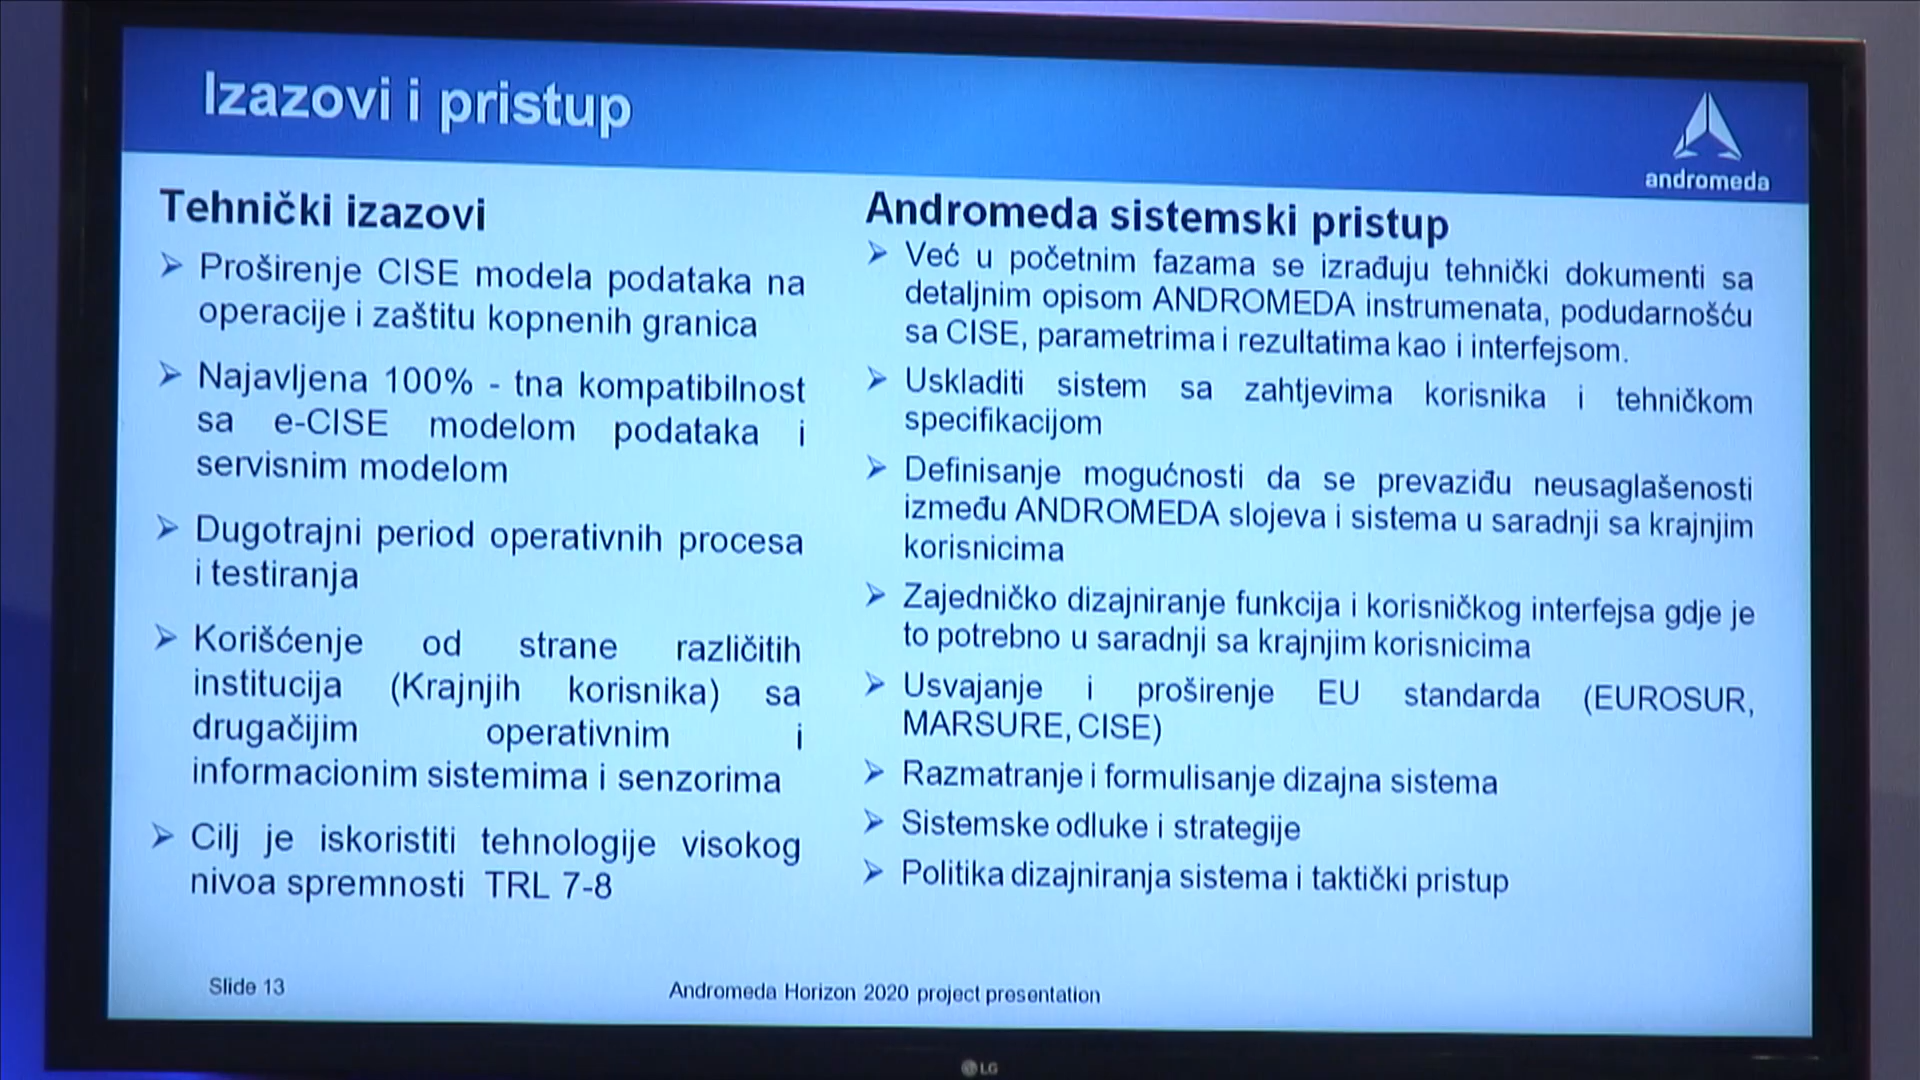 Izazovi i pristup
andromeda
Tehnički izazovi
Proširenje CISE modela podataka na
operacije i zaštitu kopnenih granica
Najavljena 100% - tna kompatibilnost
sa e-CISE modelom podataka i
servisnim modelom
Dugotrajni period operativnih procesa
i testiranja
Korišćenje od strane različitih
institucija (Krajnjih korisnika) sa
drugačijim operativnim i
informacionim sistemima i senzorima
Cilj je iskoristiti tehnologije visokog
nivoa spremnosti TRL 7-8
Andromeda sistemski pristup
Već u početnim fazama se izrađuju tehnički dokumenti sa
detaljnim opisom ANDROMEDA instrumenata, podudarnošću
sa CISE, parametrima i rezultatima kao i interfejsom.
Uskladiti sistem sa zahtjevima korisnika i tehničkom
specifikacijom
Definisanje mogućnosti da se prevaziđu neusaglašenosti
između ANDROMEDA slojeva i sistema u saradnji sa krajnjim
korisnicima
Zajedničko dizajniranje funkcija i korisničkog interfejsa gdje je
to potrebno u saradnji sa krajnjim korisnicima
Usvajanje i proširenje EU standarda (EUROSUR,
MARSURE, CISE)
Razmatranje i formulisanje dizajna sistema
Sistemske odluke i strategije
Politika dizajniranja sistema i taktički pristup
Slide 13
Andromeda Horizon 2020 project presentation
LG